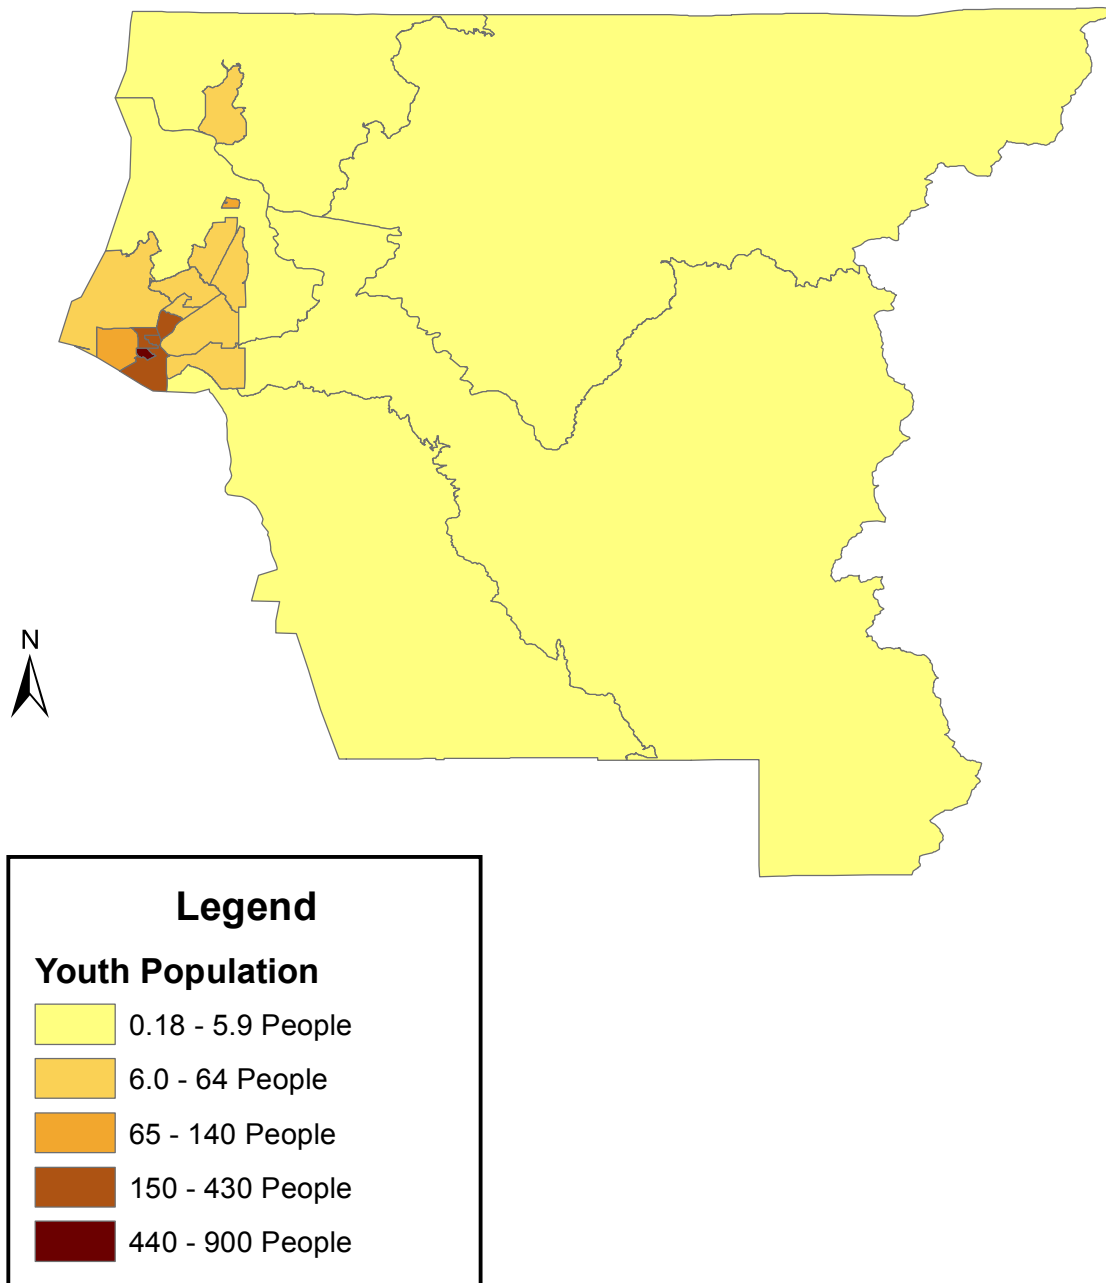 N
Legend
Youth Population
0.18 - 5.9 People
6.0 - 64 People
65 - 140 People
150 - 430 People
440 - 900 People